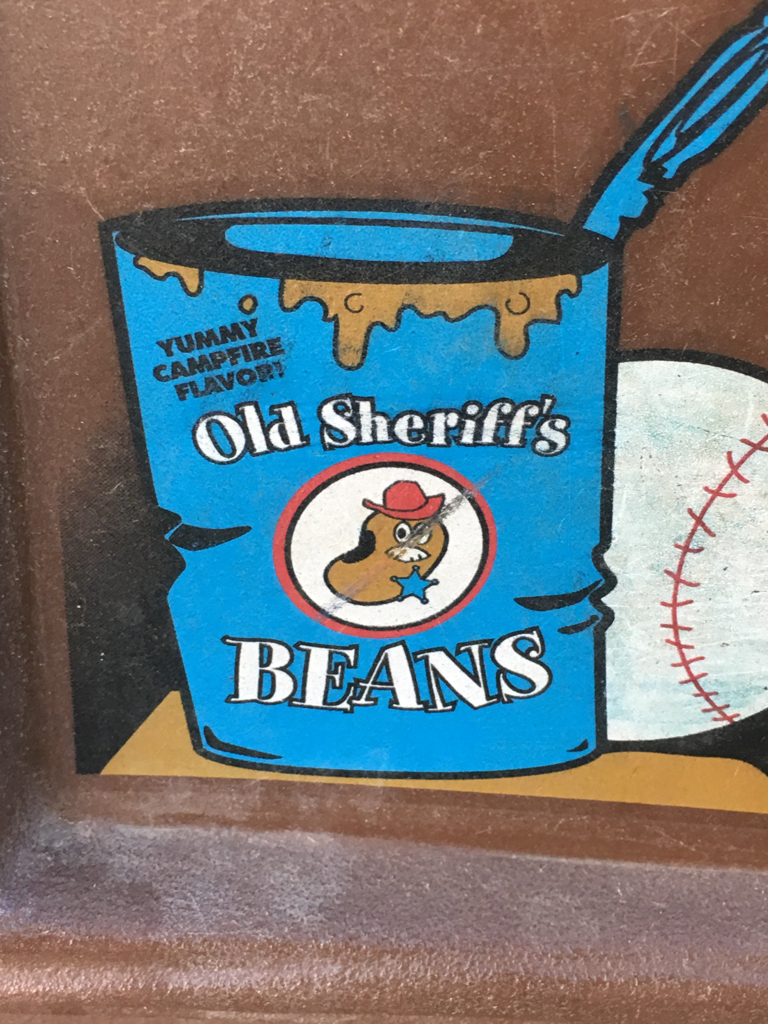 YUMMY
CAMPFIRE
FLAVOR!
Old Sheriff's
BEANS